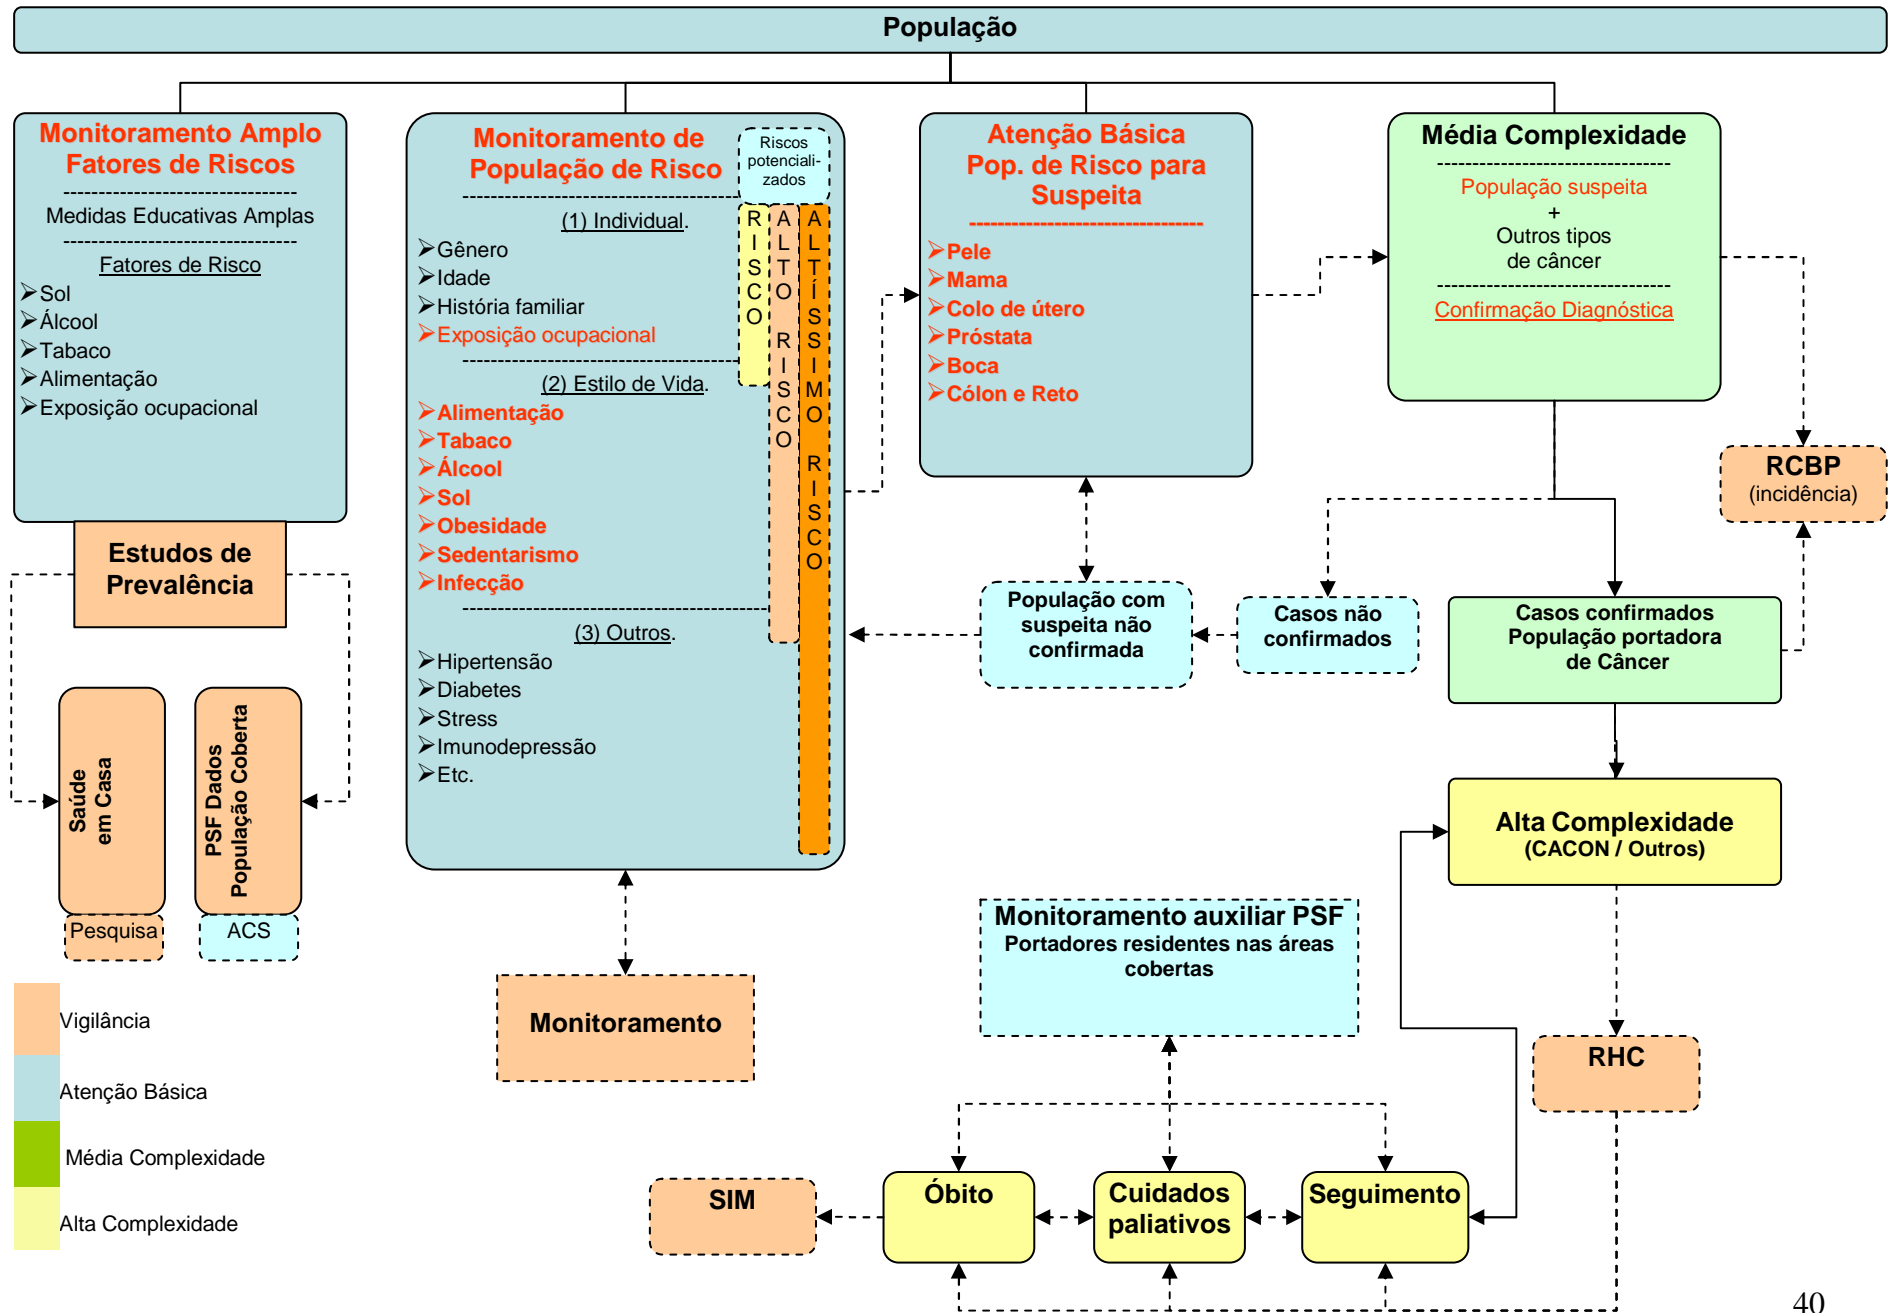 População
Monitoramento Amplo
Fatores de Riscos
---------------------------------
Medidas Educativas Amplas
---------------------------------
Fatores de Risco
➢Sol
➢Álcool
➢Tabaco
➢Alimentação
➢Exposição ocupacional
Estudos de
Prevalência
Saúde
em Casa
Pesquisa
PSF Dados
População Coberta
ACS
Monitoramento de
População de Risco
---------------------------------------
(1) Individual.
➢Gênero
➢Idade
➢História familiar
➢Exposição ocupacional
---------------------------------------
(2) Estilo de Vida.
➢Alimentação
➢Tabaco
➢Álcool
➢Sol
➢Obesidade
➢Sedentarismo
➢Infecção
-------------------------------------------
(3) Outros.
➢Hipertensão
➢Diabetes
➢Stress
➢Imunodepressão
➢Etc.
Riscos
potenciali-
zados
RISCO
ALTO RISCO
ALTÍSSIMO RISCO
Monitoramento
Atenção Básica
Pop. de Risco para
Suspeita
---------------------------------
➢Pele
➢Mama
➢Colo de útero
➢Próstata
➢Boca
➢Cólon e Reto
Média Complexidade
---------------------------------
População suspeita
+
Outros tipos
de câncer
---------------------------------
Confirmação Diagnóstica
RCBP
(incidência)
População com
suspeita não
confirmada
Casos não
confirmados
Casos confirmados
População portadora
de Câncer
Alta Complexidade
(CACON / Outros)
Monitoramento auxiliar PSF
Portadores residentes nas áreas
cobertas
RHC
SIM
Óbito
Cuidados
paliativos
Seguimento
Vigilância
Atenção Básica
Média Complexidade
Alta Complexidade
40